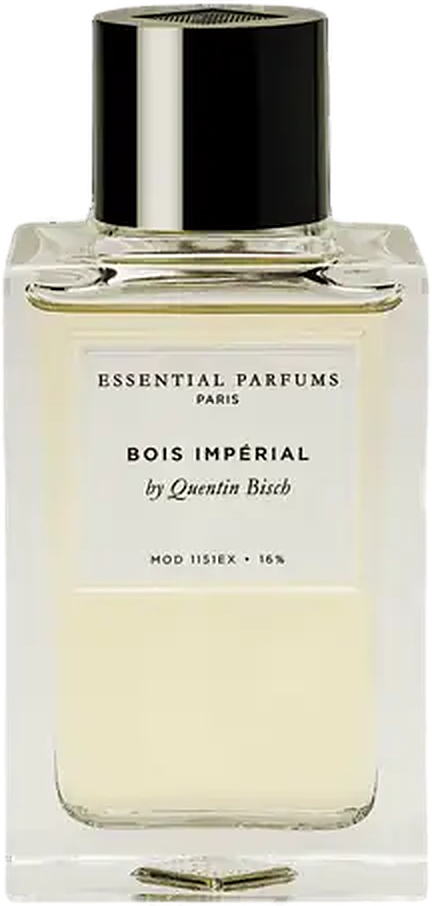 ESSENTIAL PARFUMS
PARIS
BOIS IMPÉRIAL
by Quentin Bisch
MOD 1151EX • 16%